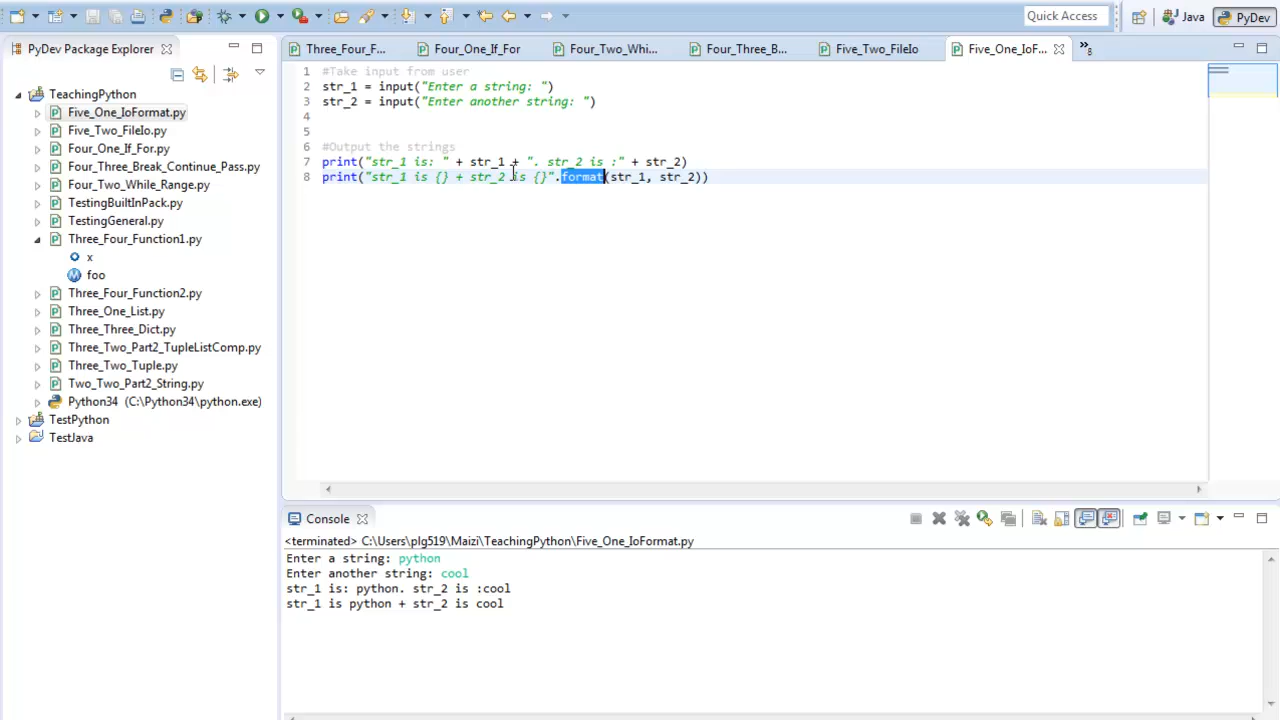 Quick Access
Java
PyDev
PyDev Package Explorer
TeachingPython
Five_One_IoFormat.py
Five_Two_FileIo.py
Four_One_If_For.py
Four_Three_Break_Continue_Pass.py
Four_Two_While_Range.py
TestingBuiltInPack.py
TestingGeneral.py
Three_Four_Function1.py
x
foo
Three_Four_Function2.py
Three_One_List.py
Three_Three_Dict.py
Three_Two_Part2_TupleListComp.py
Three_Two_Tuple.py
Two_Two_Part2_String.py
Python34 (C:\Python34\python.exe)
TestPython
TestJava
Three_Four_F... Four_One_If_For Four_Two_Whi... Four_Three_B... Five_Two_FileIo Five_One_IoF... »8
1 #Take input from user
2 str_1 = input("Enter a string: ")
3 str_2 = input("Enter another string: ")
4
5
6 #Output the strings
7 print("str_1 is: " + str_1 + ". str_2 is :" + str_2)
8 print("str_1 is {} + str_2 is {}".format(str_1, str_2))
Console
<terminated> C:\Users\plg519\Maizi\TeachingPython\Five_One_IoFormat.py
Enter a string: python
Enter another string: cool
str_1 is: python. str_2 is :cool
str_1 is python + str_2 is cool